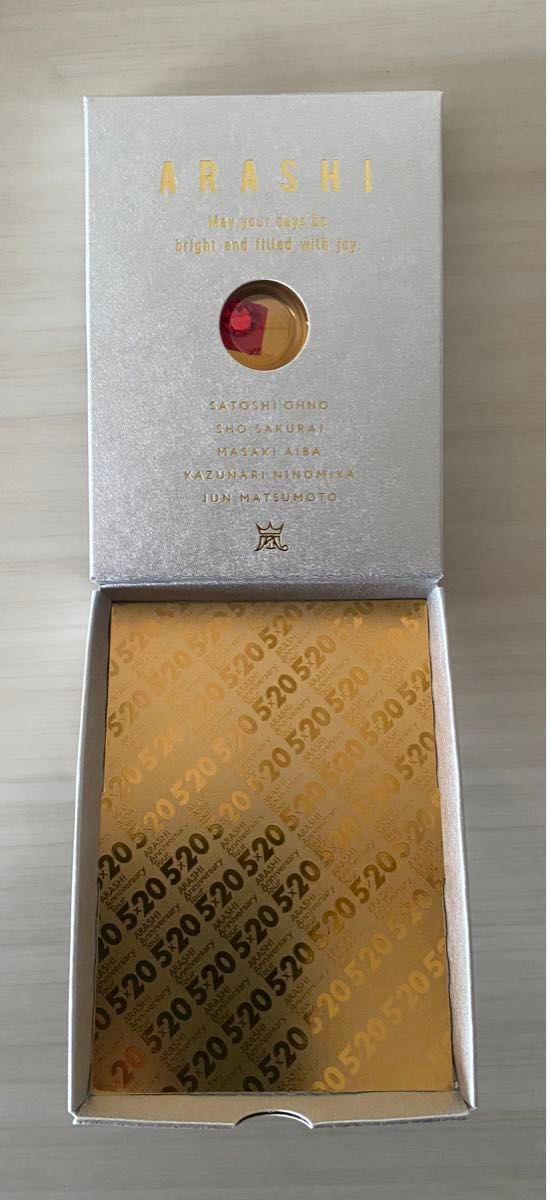 ARASHI
May your days be
bright and filled with joy.
SATOSHI OHNO
SHO SAKURAI
MASAKI AIBA
KAZUNARI NINOMIYA
JUN MATSUMOTO
嵐
5×20
ARASHI
Anniversary
Tour